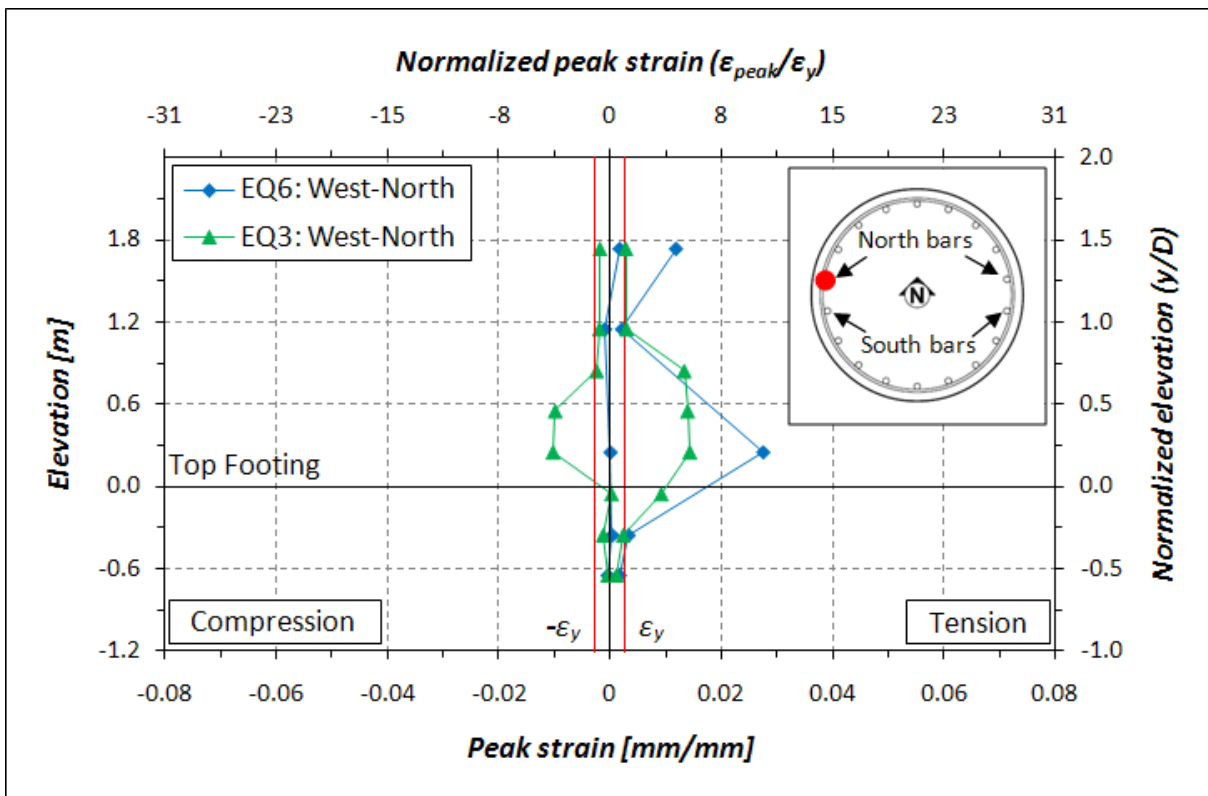 Normalized peak strain (ε_peak/ε_y)
-31 -23 -15 -8 0 8 15 23 31
EQ6: West-North
EQ3: West-North
North bars
N
South bars
Elevation [m]
1.8
1.2
0.6
0.0
-0.6
-1.2
Top Footing
Normalized elevation (y/D)
2.0
1.5
1.0
0.5
0.0
-0.5
-1.0
Compression
-ε_y ε_y
Tension
-0.08 -0.06 -0.04 -0.02 0 0.02 0.04 0.06 0.08
Peak strain [mm/mm]